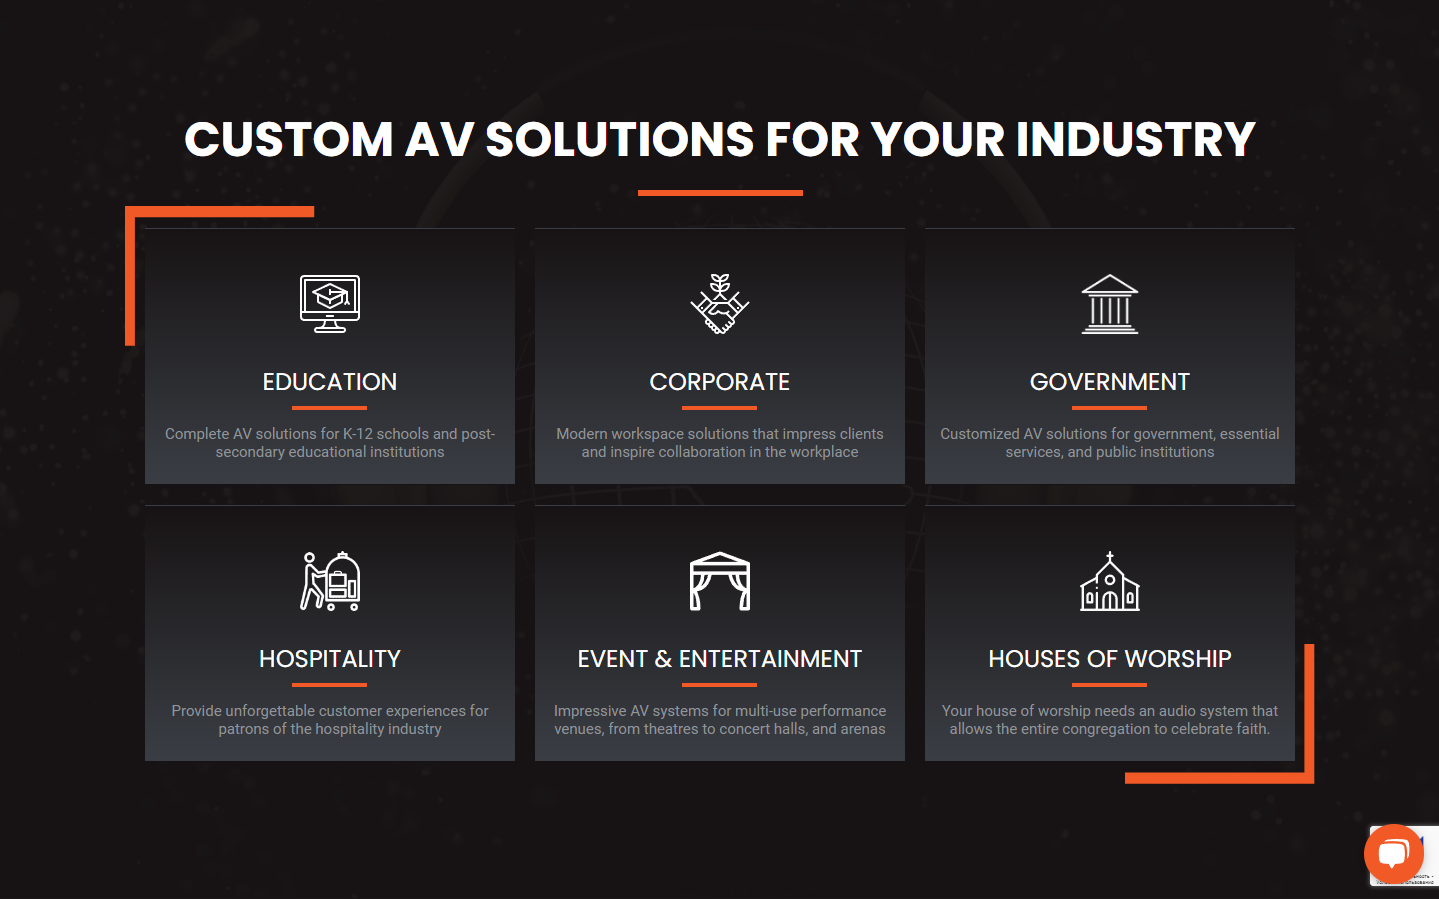 CUSTOM AV SOLUTIONS FOR YOUR INDUSTRY
EDUCATION
Complete AV solutions for K-12 schools and post-
secondary educational institutions
CORPORATE
Modern workspace solutions that impress clients
and inspire collaboration in the workplace
GOVERNMENT
Customized AV solutions for government, essential
services, and public institutions
HOSPITALITY
Provide unforgettable customer experiences for
patrons of the hospitality industry
EVENT & ENTERTAINMENT
Impressive AV systems for multi-use performance
venues, from theatres to concert halls, and arenas
HOUSES OF WORSHIP
Your house of worship needs an audio system that
allows the entire congregation to celebrate faith.